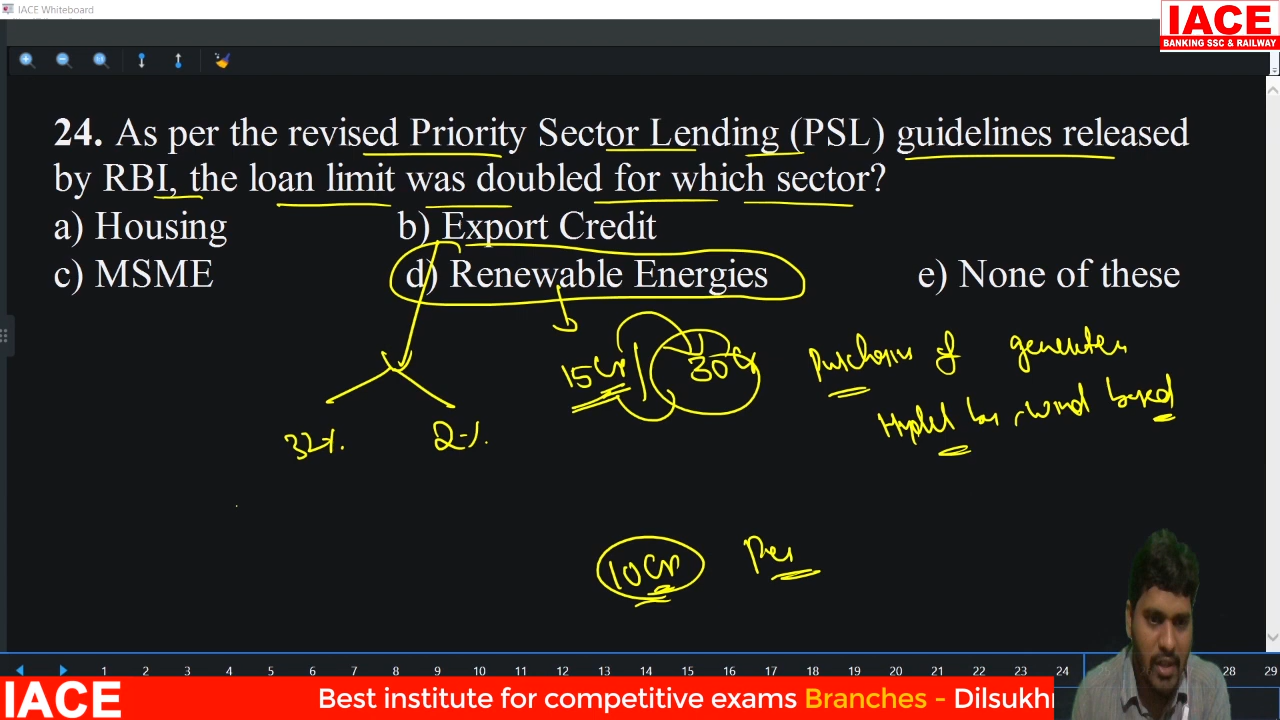 IACE Whiteboard
IACE
BANKING SSC & RAILWAY
24. As per the revised Priority Sector Lending (PSL) guidelines released
by RBI, the loan limit was doubled for which sector?
a) Housing b) Export Credit
c) MSME d) Renewable Energies e) None of these
15Cr 30Cr
purchases of
wind based
32% 2%
10Cr Per
1 2 3 4 5 6 7 8 9 10 11 12 13 14 15 16 17 18 19 20 21 22 23 24 28 29
IACE Best institute for competitive exams Branches - Dilsukh